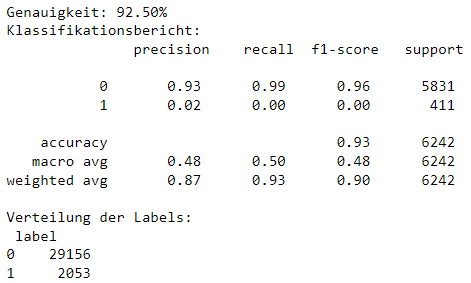 Genauigkeit: 92.50%
Klassifikationsbericht:
precision recall f1-score support
0 0.93 0.99 0.96 5831
1 0.02 0.00 0.00 411
accuracy 0.93 6242
macro avg 0.48 0.50 0.48 6242
weighted avg 0.87 0.93 0.90 6242
Verteilung der Labels:
label
0 29156
1 2053